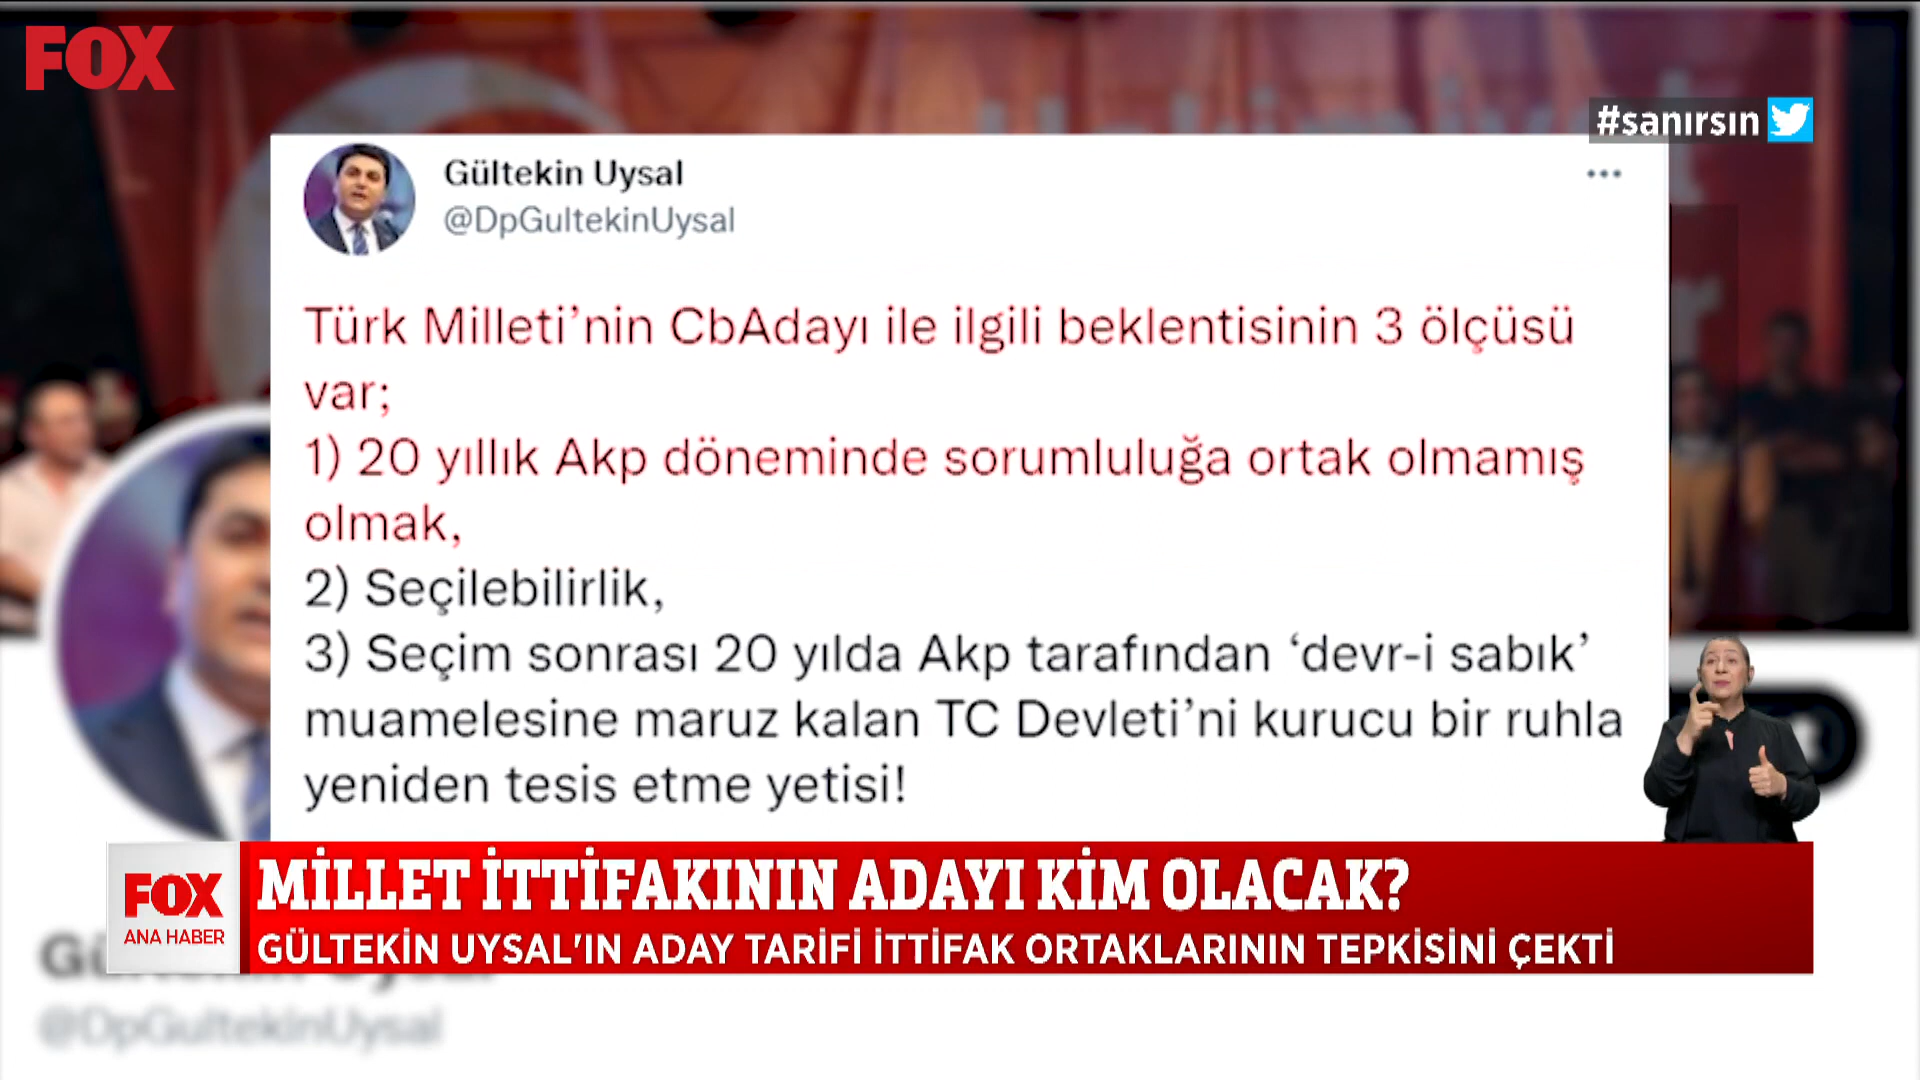 FOX
#sanırsın
Gültekin Uysal
@DpGultekinUysal
Türk Milleti’nin CbAdayı ile ilgili beklentisinin 3 ölçüsü
var;
1) 20 yıllık Akp döneminde sorumluluğa ortak olmamış
olmak,
2) Seçilebilirlik,
3) Seçim sonrası 20 yılda Akp tarafından ‘devr-i sabık’
muamelesine maruz kalan TC Devleti’ni kurucu bir ruhla
yeniden tesis etme yetisi!
FOX
ANA HABER
MİLLET İTTİFAKININ ADAYI KİM OLACAK?
GÜLTEKİN UYSAL'IN ADAY TARİFİ İTTİFAK ORTAKLARININ TEPKİSİNİ ÇEKTİ
@DpGultekinUysal